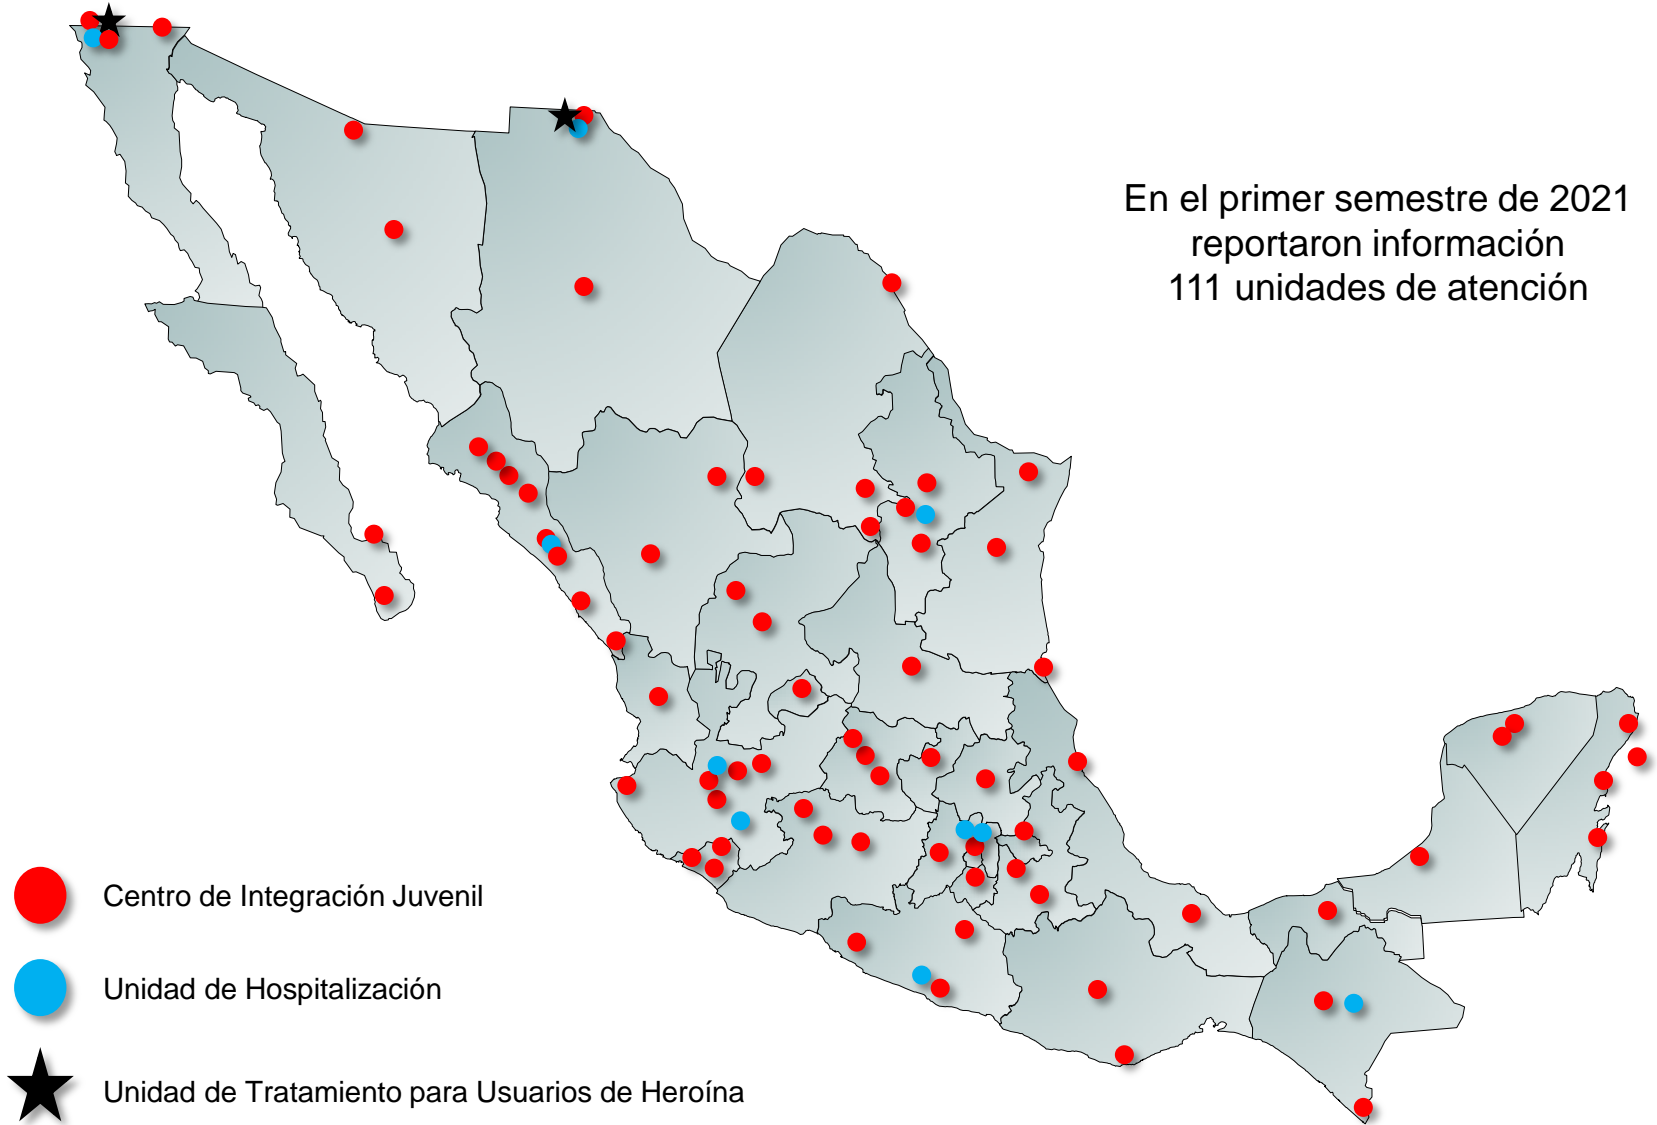 En el primer semestre de 2021
reportaron información
111 unidades de atención
Centro de Integración Juvenil
Unidad de Hospitalización
Unidad de Tratamiento para Usuarios de Heroína